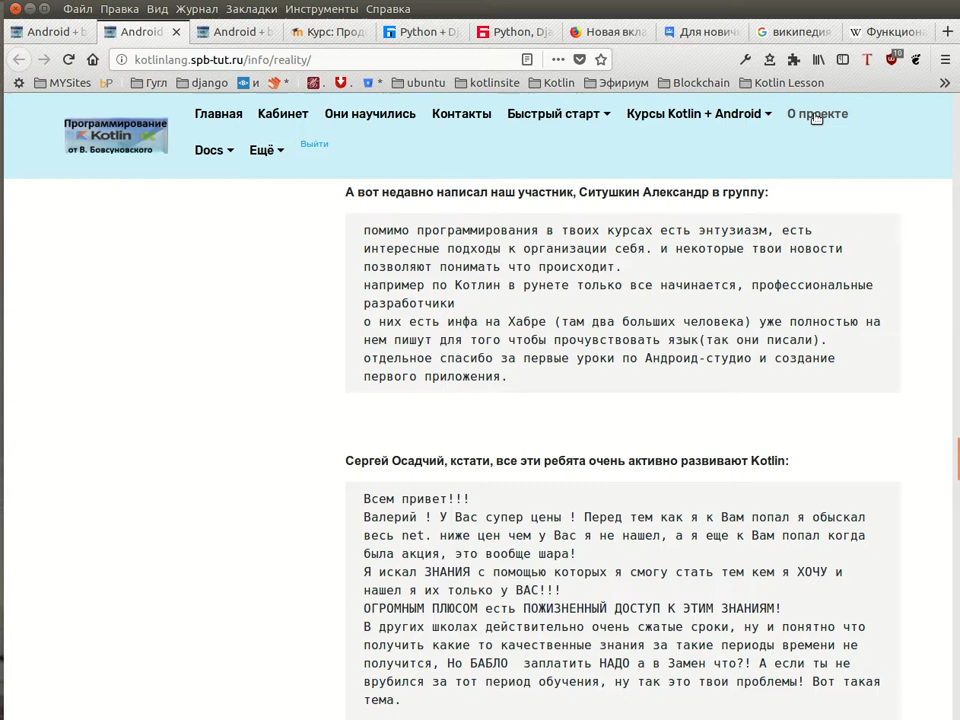 Файл Правка Вид Журнал Закладки Инструменты Справка
Android + b Android Android + b Курс: Прод Python + Dj Python, Dja Новая вкл Для нович википедия Функцион
kotlinlang.spb-tut.ru/info/reality/
10
MYSites bP Гугл django и * * ubuntu kotlinsite Kotlin Эфириум Blockchain Kotlin Lesson
Программирование
Kotlin
от В. Бовсуновского
Главная Кабинет Они научились Контакты Быстрый старт Курсы Kotlin + Android О проекте
Docs Ещё Выйти
А вот недавно написал наш участник, Ситушкин Александр в группу:
помимо программирования в твоих курсах есть энтузиазм, есть
интересные подходы к организации себя. и некоторые твои новости
позволяют понимать что происходит.
например по Котлин в рунете только все начинается, профессиональные
разработчики
о них есть инфа на Хабре (там два больших человека) уже полностью на
нем пишут для того чтобы прочувствовать язык(так они писали).
отдельное спасибо за первые уроки по Андроид-студио и создание
первого приложения.
Сергей Осадчий, кстати, все эти ребята очень активно развивают Kotlin:
Всем привет!!!
Валерий ! У Вас супер цены ! Перед тем как я к Вам попал я обыскал
весь net. ниже цен чем у Вас я не нашел, а я еще к Вам попал когда
была акция, это вообще шара!
Я искал ЗНАНИЯ с помощью которых я смогу стать тем кем я ХОЧУ и
нашел я их только у ВАС!!!
ОГРОМНЫМ ПЛЮСОМ есть ПОЖИЗНЕННЫЙ ДОСТУП К ЭТИМ ЗНАНИЯМ!
В других школах действительно очень сжатые сроки, ну и понятно что
получить какие то качественные знания за такие периоды времени не
получится, Но БАБЛО заплатить НАДО а в Замен что?! А если ты не
врубился за тот период обучения, ну так это твои проблемы! Вот такая
тема.